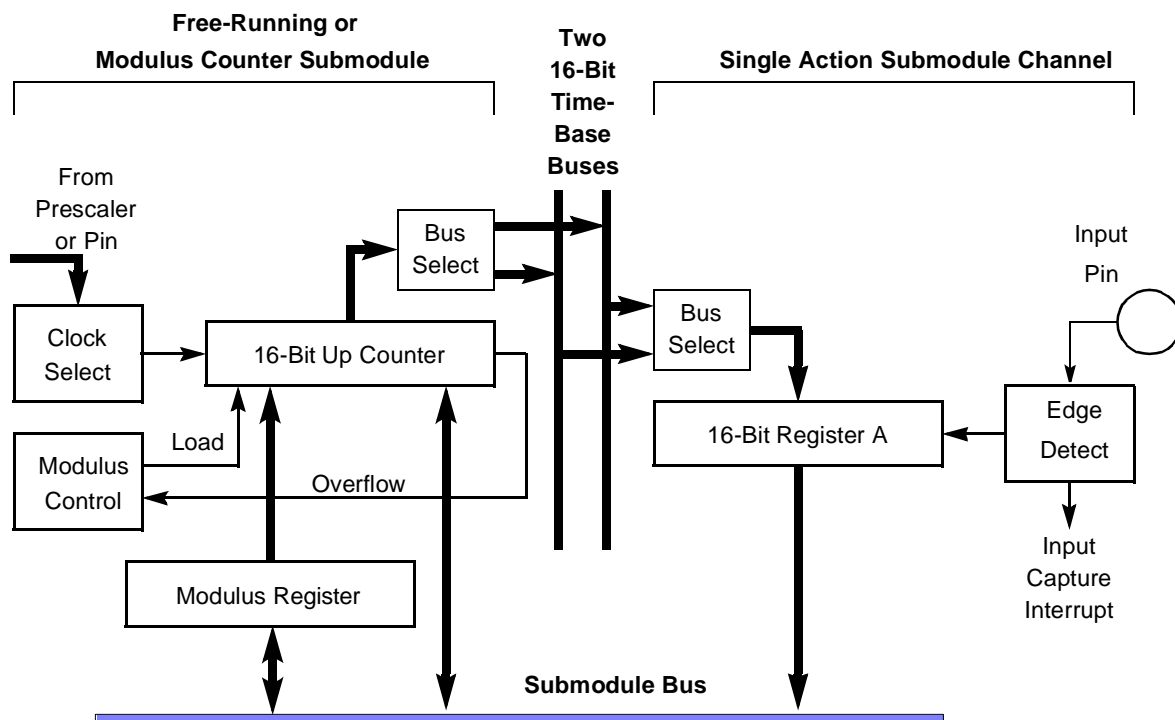 Free-Running or
Modulus Counter Submodule
Two
16-Bit
Time-
Base
Buses
Single Action Submodule Channel
From
Prescaler
or Pin
Bus
Select
Input
Pin
Clock
Select
16-Bit Up Counter
Bus
Select
Load
Modulus
Control
Overflow
16-Bit Register A
Edge
Detect
Modulus Register
Input
Capture
Interrupt
Submodule Bus